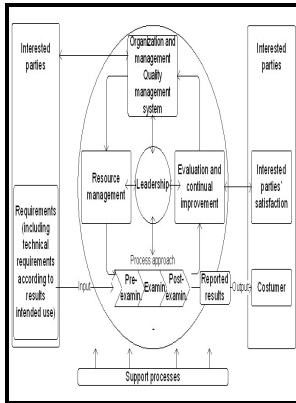 Interested
parties
Organization and
management
Quality
management
system
Interested
parties
Resource
management
Leadership
Evaluation and
continual
improvement
Interested
parties'
satisfaction
Requirements
(including
technical
requirements
according to
results
intended use)
Process approach
Input
Pre-
examin.
Examin.
Post-
examin.
Reported
results
Output
Costumer
Support processes